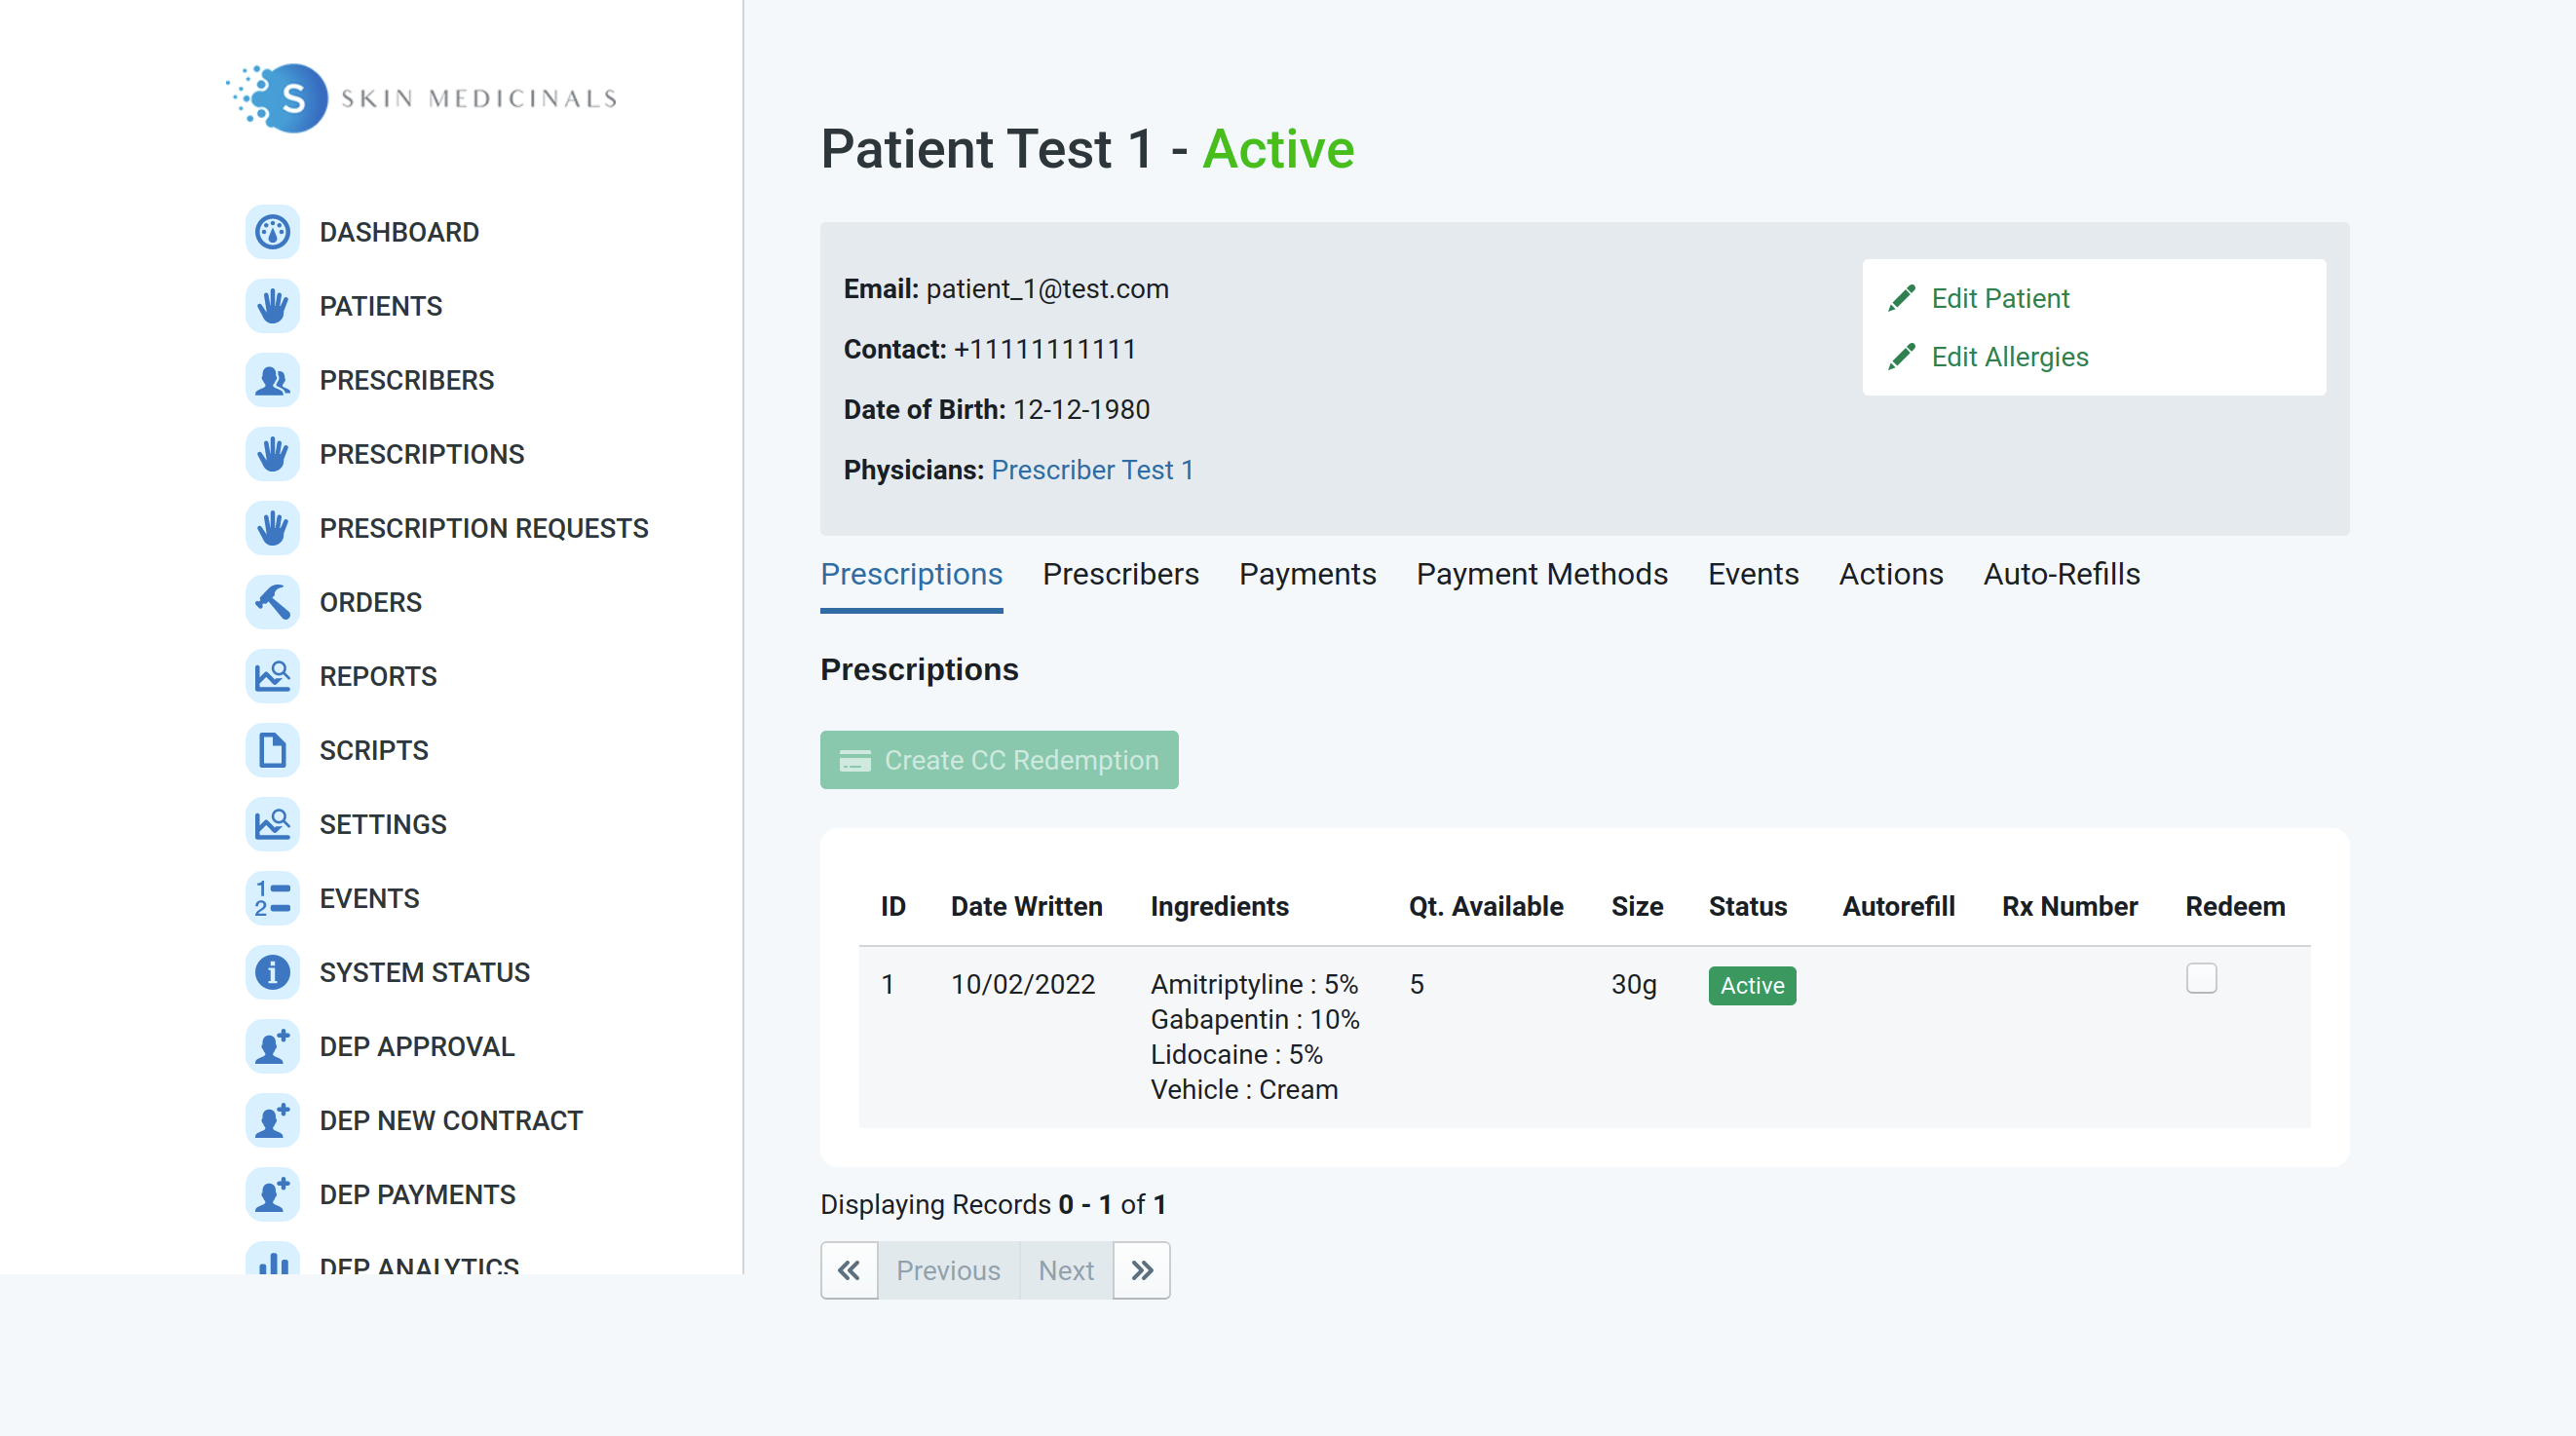 S SKIN MEDICINALS
DASHBOARD
PATIENTS
PRESCRIBERS
PRESCRIPTIONS
PRESCRIPTION REQUESTS
ORDERS
REPORTS
SCRIPTS
SETTINGS
1
2
EVENTS
i
SYSTEM STATUS
DEP APPROVAL
DEP NEW CONTRACT
DEP PAYMENTS
DEP ANALYTICS
Patient Test 1 - Active
Email: patient_1@test.com
Contact: +11111111111
Date of Birth: 12-12-1980
Physicians: Prescriber Test 1
Edit Patient
Edit Allergies
Prescriptions Prescribers Payments Payment Methods Events Actions Auto-Refills
Prescriptions
Create CC Redemption
ID Date Written Ingredients Qt. Available Size Status Autorefill Rx Number Redeem
1 10/02/2022 Amitriptyline : 5% 5 30g Active
Gabapentin : 10%
Lidocaine : 5%
Vehicle : Cream
Displaying Records 0 - 1 of 1
« Previous Next »